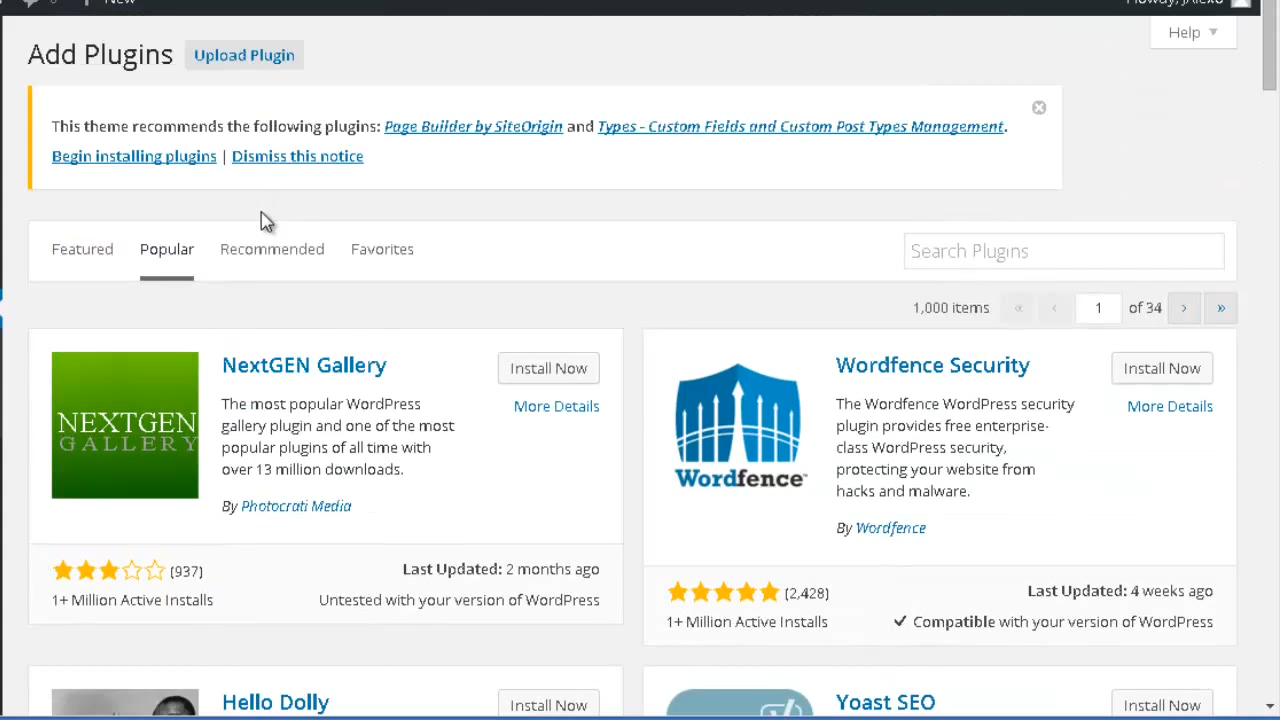 New
Howdy, JAlexo
Help
Add Plugins
Upload Plugin
This theme recommends the following plugins: Page Builder by SiteOrigin and Types - Custom Fields and Custom Post Types Management.
Begin installing plugins | Dismiss this notice
Featured
Popular
Recommended
Favorites
Search Plugins
1,000 items
«
‹
1
of 34
›
»
NextGEN Gallery
Install Now
More Details
NEXTGEN
GALLERY
The most popular WordPress
gallery plugin and one of the most
popular plugins of all time with
over 13 million downloads.
By Photocrati Media
(937)
1+ Million Active Installs
Last Updated: 2 months ago
Untested with your version of WordPress
Wordfence Security
Install Now
More Details
Wordfence™
The Wordfence WordPress security
plugin provides free enterprise-
class WordPress security,
protecting your website from
hacks and malware.
By Wordfence
(2,428)
1+ Million Active Installs
Last Updated: 4 weeks ago
✔ Compatible with your version of WordPress
Hello Dolly
Install Now
Yoast SEO
Install Now